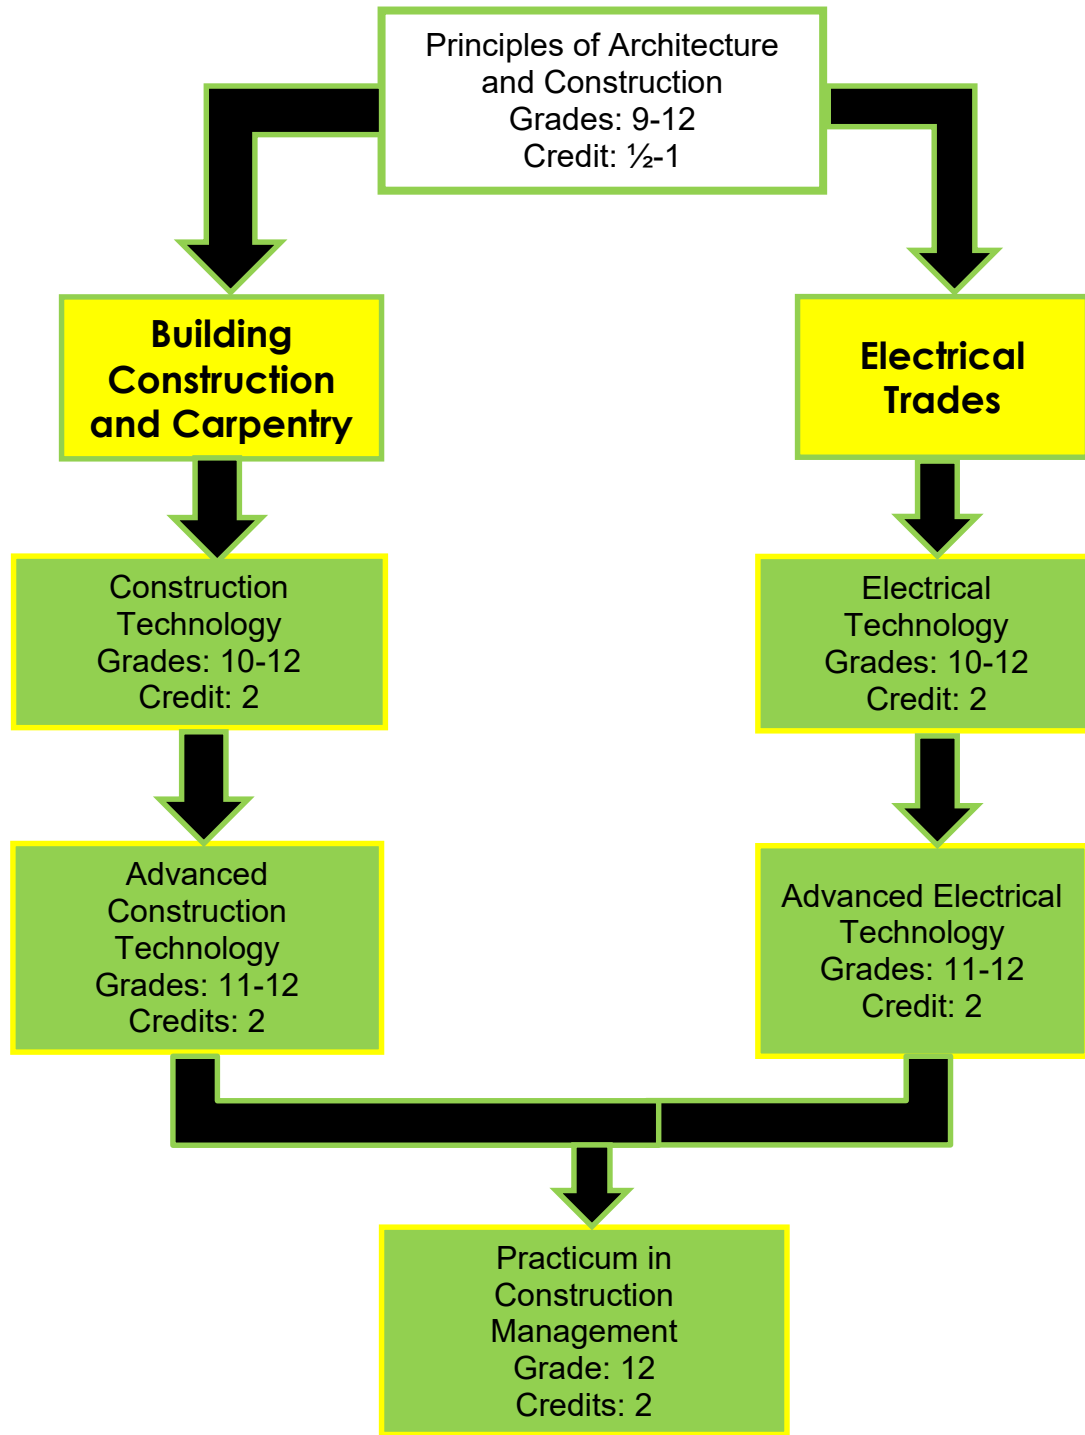 Principles of Architecture
and Construction
Grades: 9-12
Credit: ½-1
Building
Construction
and Carpentry
Electrical
Trades
Construction
Technology
Grades: 10-12
Credit: 2
Electrical
Technology
Grades: 10-12
Credit: 2
Advanced
Construction
Technology
Grades: 11-12
Credits: 2
Advanced Electrical
Technology
Grades: 11-12
Credit: 2
Practicum in
Construction
Management
Grade: 12
Credits: 2